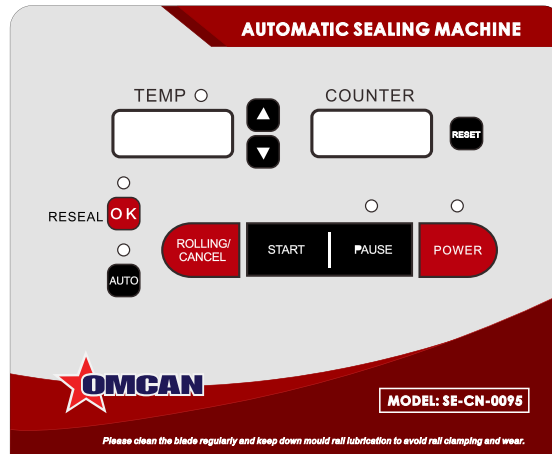 AUTOMATIC SEALING MACHINE
TEMP
COUNTER
RESET
RESEAL OK
ROLLING/
CANCEL
START
PAUSE
POWER
AUTO
OMCAN
MODEL: SE-CN-0095
Please clean the blade regularly and keep down mould rail lubrication to avoid rail clamping and wear.